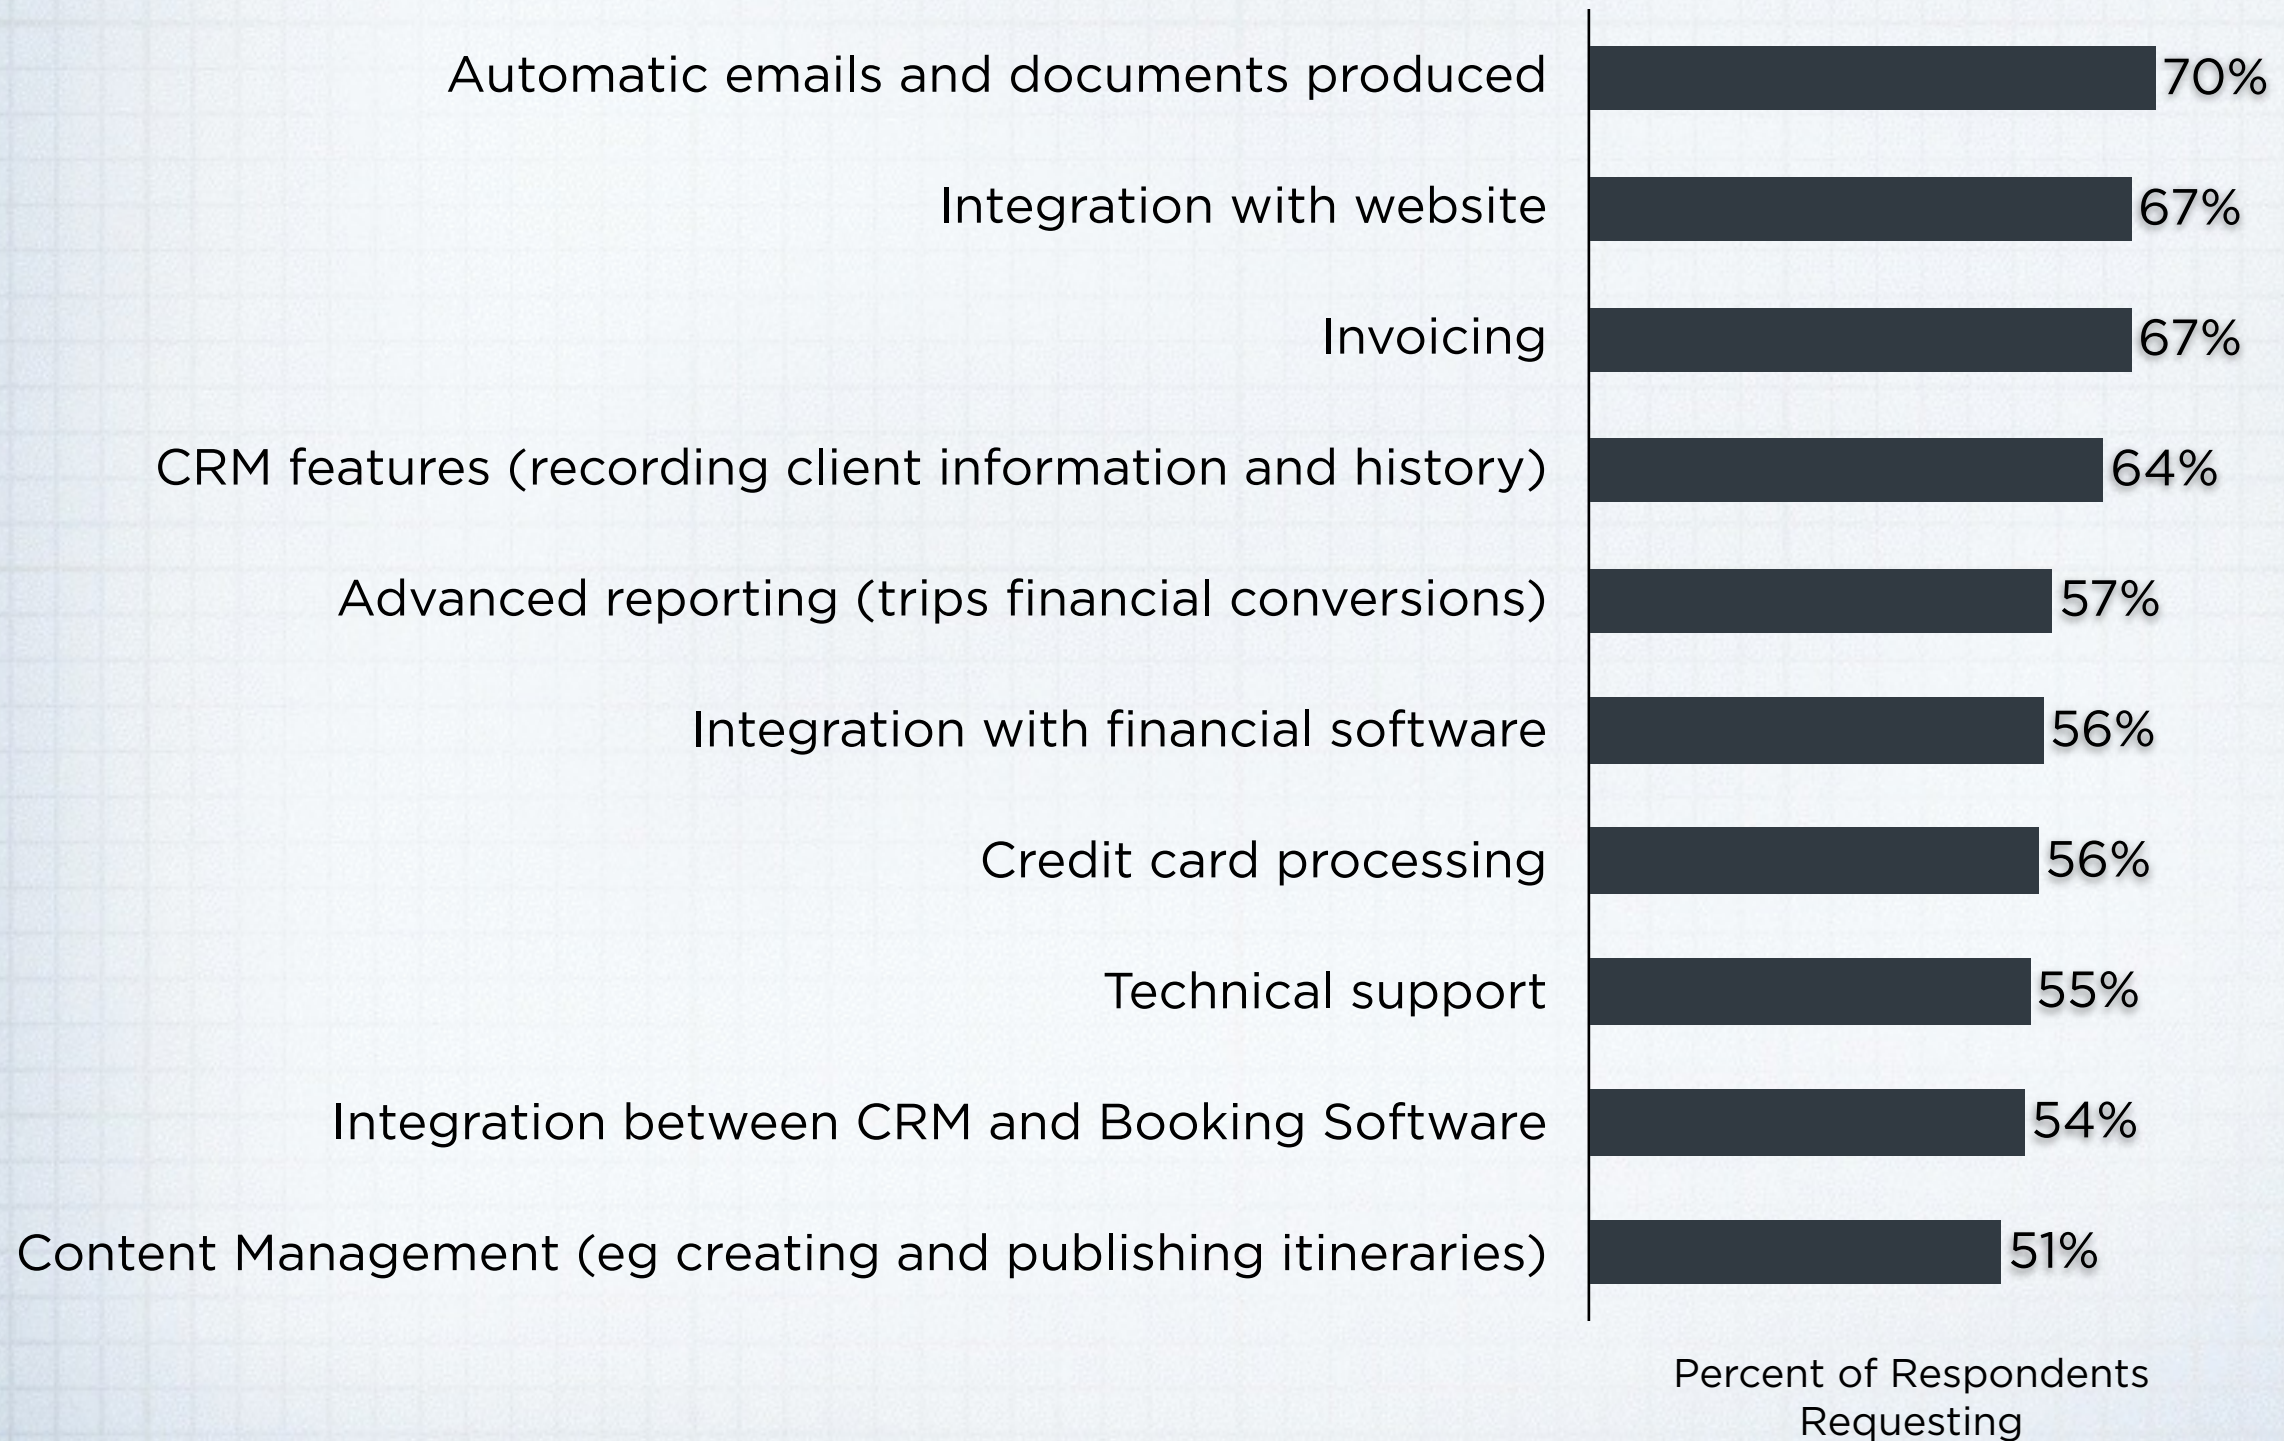 Automatic emails and documents produced 70%
Integration with website 67%
Invoicing 67%
CRM features (recording client information and history) 64%
Advanced reporting (trips financial conversions) 57%
Integration with financial software 56%
Credit card processing 56%
Technical support 55%
Integration between CRM and Booking Software 54%
Content Management (eg creating and publishing itineraries) 51%
Percent of Respondents
Requesting